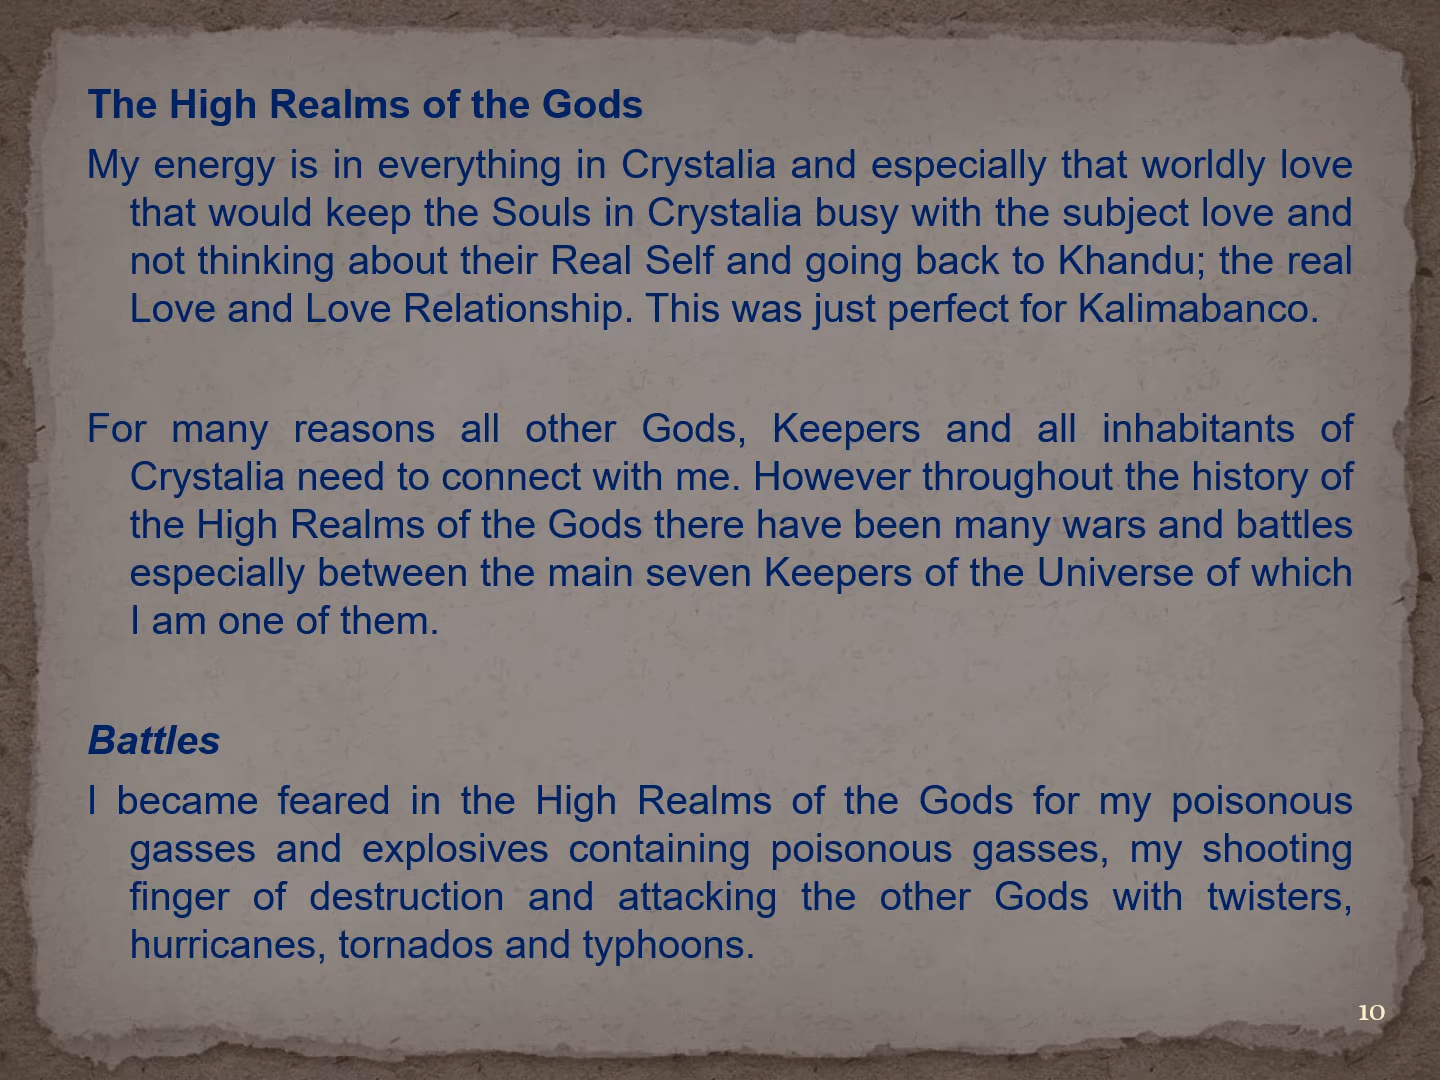 The High Realms of the Gods
My energy is in everything in Crystalia and especially that worldly love
that would keep the Souls in Crystalia busy with the subject love and
not thinking about their Real Self and going back to Khandu; the real
Love and Love Relationship. This was just perfect for Kalimabanco.
For many reasons all other Gods, Keepers and all inhabitants of
Crystalia need to connect with me. However throughout the history of
the High Realms of the Gods there have been many wars and battles
especially between the main seven Keepers of the Universe of which
I am one of them.
Battles
I became feared in the High Realms of the Gods for my poisonous
gasses and explosives containing poisonous gasses, my shooting
finger of destruction and attacking the other Gods with twisters,
hurricanes, tornados and typhoons.
10